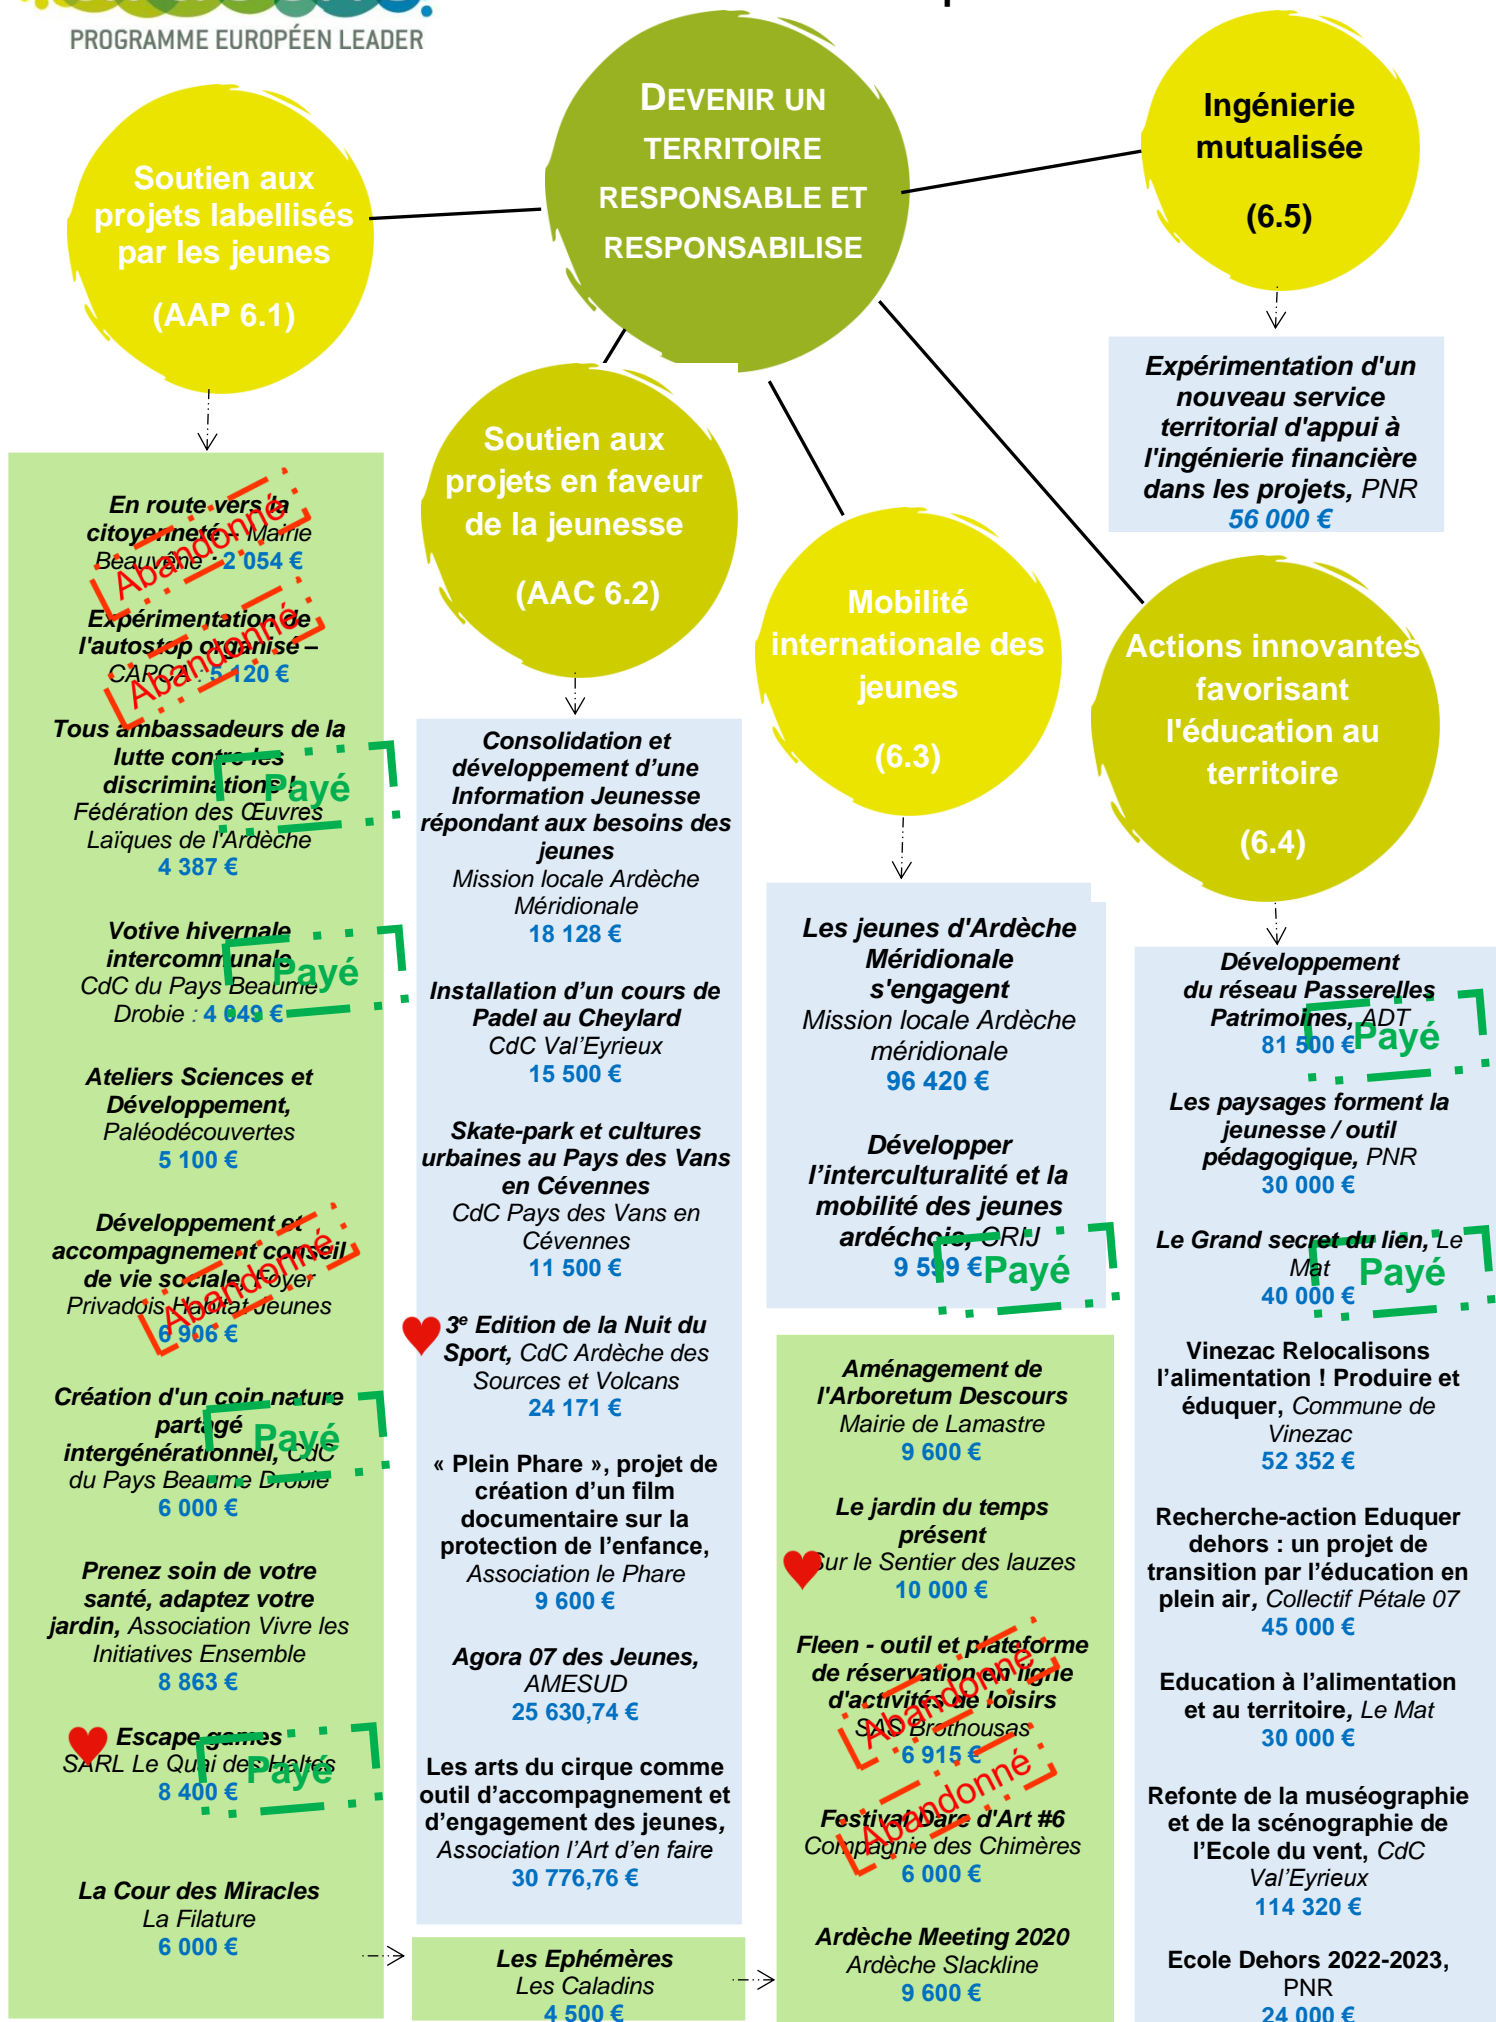 PROGRAMME EUROPÉEN LEADER
DEVENIR UN
TERRITOIRE
RESPONSABLE ET
RESPONSABILISE
Soutien aux
projets labellisés
par les jeunes
(AAP 6.1)
Ingénierie
mutualisée
(6.5)
Expérimentation d'un
nouveau service
territorial d'appui à
l'ingénierie financière
dans les projets, PNR
56 000 €
Soutien aux
projets en faveur
de la jeunesse
(AAC 6.2)
Mobilité
internationale des
jeunes
(6.3)
Actions innovantes
favorisant
l'éducation au
territoire
(6.4)
En route vers la
citoyenneté – Mairie
Beauvène : 2 054 €
Abandonné
Expérimentation de
l'autostop organisé –
CAPCA : 5 120 €
Abandonné
Tous ambassadeurs de la
lutte contre les
discriminations !
Fédération des Œuvres
Laïques de l'Ardèche
4 387 €
Payé
Votive hivernale
intercommunale
CdC du Pays Beaume
Drobie : 4 049 €
Payé
Ateliers Sciences et
Développement,
Paléodécouvertes
5 100 €
Développement et
accompagnement conseil
de vie sociale, Foyer
Privadois Habitat Jeunes
6 906 €
Abandonné
Création d'un coin nature
partagé
intergénérationnel, CdC
du Pays Beaume Drobie
6 000 €
Payé
Prenez soin de votre
santé, adaptez votre
jardin, Association Vivre les
Initiatives Ensemble
8 863 €
Escape games
SARL Le Quai des Haltes
8 400 €
Payé
La Cour des Miracles
La Filature
6 000 €
Consolidation et
développement d’une
Information Jeunesse
répondant aux besoins des
jeunes
Mission locale Ardèche
Méridionale
18 128 €
Installation d’un cours de
Padel au Cheylard
CdC Val’Eyrieux
15 500 €
Skate-park et cultures
urbaines au Pays des Vans
en Cévennes
CdC Pays des Vans en
Cévennes
11 500 €
3e Edition de la Nuit du
Sport, CdC Ardèche des
Sources et Volcans
24 171 €
« Plein Phare », projet de
création d’un film
documentaire sur la
protection de l’enfance,
Association le Phare
9 600 €
Agora 07 des Jeunes,
AMESUD
25 630,74 €
Les arts du cirque comme
outil d’accompagnement et
d’engagement des jeunes,
Association l’Art d’en faire
30 776,76 €
Les Ephémères
Les Caladins
4 500 €
Les jeunes d'Ardèche
Méridionale
s'engagent
Mission locale Ardèche
méridionale
96 420 €
Développer
l’interculturalité et la
mobilité des jeunes
ardéchois, CRIJ
9 599 €
Payé
Aménagement de
l'Arboretum Descours
Mairie de Lamastre
9 600 €
Le jardin du temps
présent
Sur le Sentier des lauzes
10 000 €
Fleen - outil et plateforme
de réservation en ligne
d'activités de loisirs
SAS Brothousas
6 915 €
Abandonné
Festival Dare d'Art #6
Compagnie des Chimères
6 000 €
Abandonné
Ardèche Meeting 2020
Ardèche Slackline
9 600 €
Développement
du réseau Passerelles
Patrimoines, ADT
81 500 €
Payé
Les paysages forment la
jeunesse / outil
pédagogique, PNR
30 000 €
Le Grand secret du lien, Le
Mat
40 000 €
Payé
Vinezac Relocalisons
l’alimentation ! Produire et
éduquer, Commune de
Vinezac
52 352 €
Recherche-action Eduquer
dehors : un projet de
transition par l’éducation en
plein air, Collectif Pétale 07
45 000 €
Education à l’alimentation
et au territoire, Le Mat
30 000 €
Refonte de la muséographie
et de la scénographie de
l’Ecole du vent, CdC
Val’Eyrieux
114 320 €
Ecole Dehors 2022-2023,
PNR
24 000 €